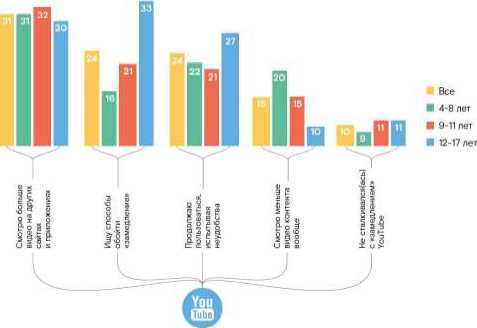 31
31
32
30
24
16
21
33
24
22
21
27
15
20
15
10
10
9
11
11
Все
4-8 лет
9-11 лет
12-17 лет
Смотрю больше
видео на других
сайтах
и приложениях
Ищу способы
обойти
«замедление»
Продолжаю
пользоваться,
испытывая
неудобства
Смотрю меньше
видео контента
вообще
Не сталкивался(ась)
с «замедлением»
YouTube
You
Tube